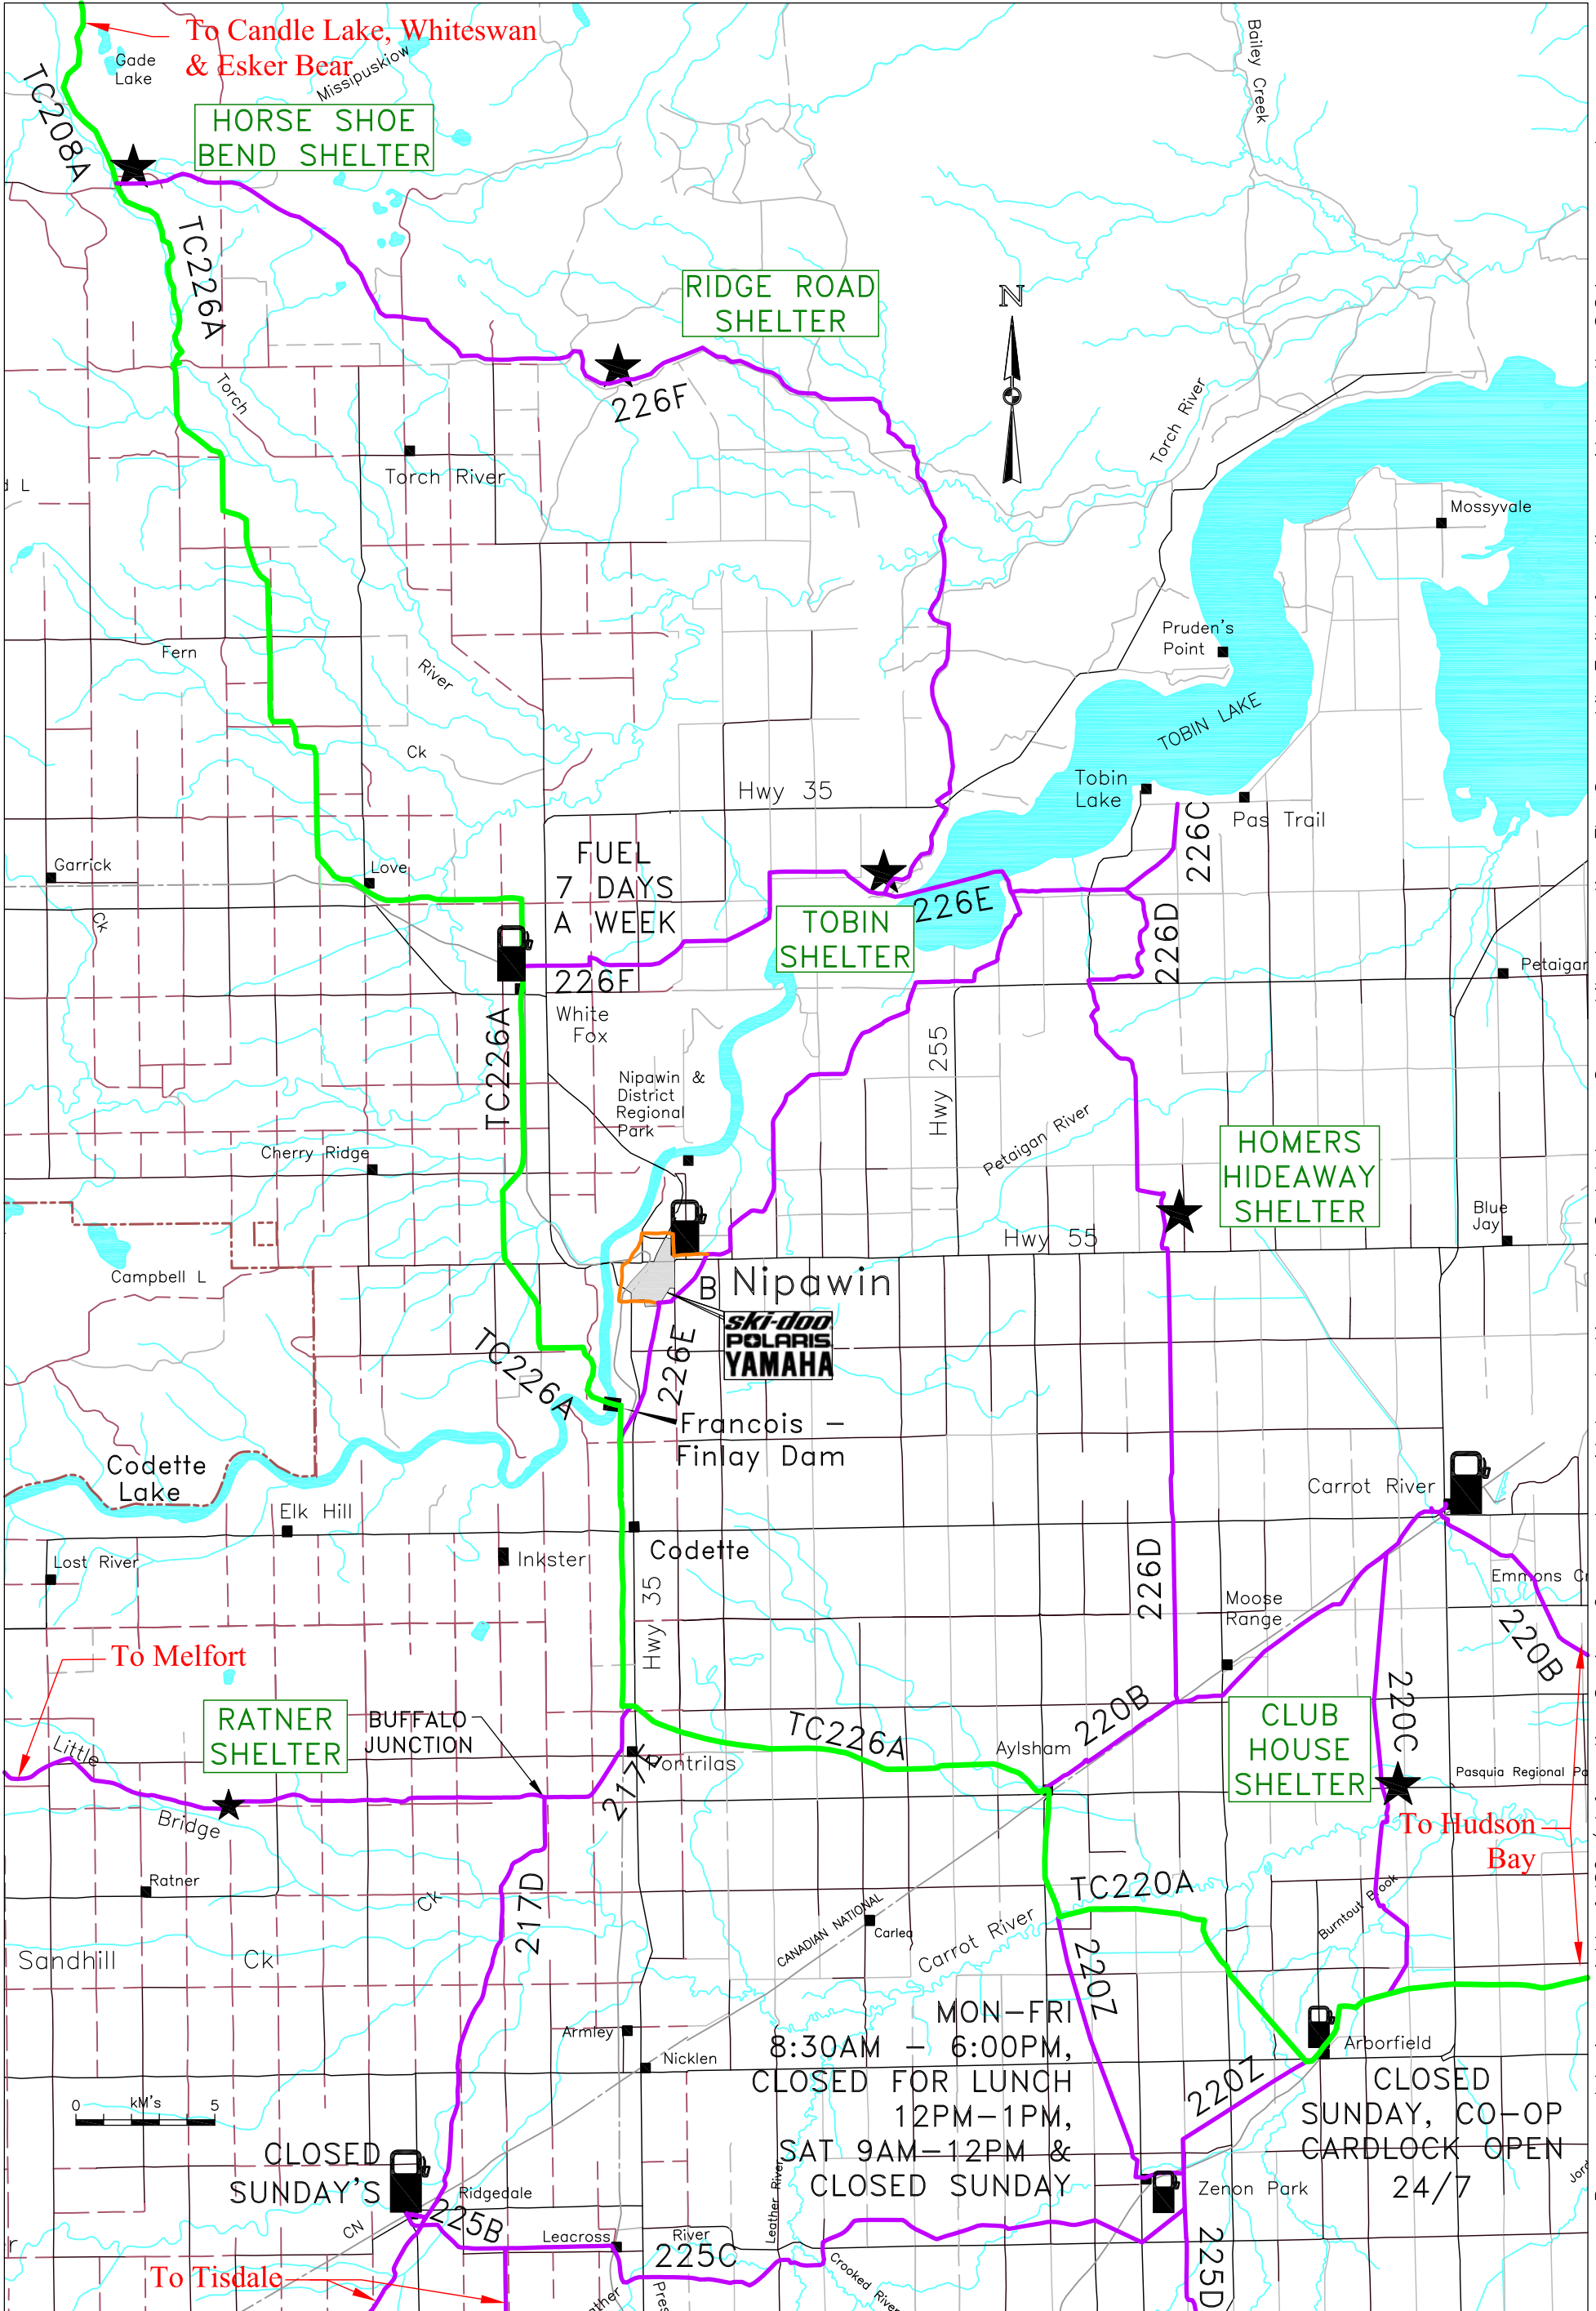 To Candle Lake, Whiteswan
& Esker Bear
Gade
Lake
Missipuskiow
Bailey Creek
TC208A
HORSE SHOE
BEND SHELTER
TC226A
RIDGE ROAD
SHELTER
N
226F
Torch
Torch River
Torch River
d L
Mossyvale
Fern
River
Pruden's
Point
TOBIN LAKE
Ck
Hwy 35
Tobin
Lake
Pas Trail
226C
Garrick
Love
FUEL
7 DAYS
A WEEK
Ck
226E
TOBIN
SHELTER
226D
226F
Petaigan
White
Fox
TC226A
Hwy 255
Nipawin &
District
Regional
Park
Petaigan River
Cherry Ridge
HOMERS
HIDEAWAY
SHELTER
Blue
Jay
Hwy 55
Campbell L
B Nipawin
ski-doo
POLARIS
YAMAHA
TC226A
226E
Francois –
Finlay Dam
Codette
Lake
Carrot River
Elk Hill
Codette
Inkster
Lost River
226D
Emmons Cr
Hwy 35
Moose
Range
220B
To Melfort
220C
RATNER
SHELTER
BUFFALO
JUNCTION
CLUB
HOUSE
SHELTER
TC226A
220B
Little
Aylsham
217E
Pontrilas
Pasquia Regional Pa
Bridge
To Hudson
Bay
Ratner
Ck
217D
TC220A
CANADIAN NATIONAL
Carlea
Carrot River
Burntout Brook
Sandhill
Ck
220Z
MON–FRI
8:30AM – 6:00PM,
CLOSED FOR LUNCH
12PM–1PM,
SAT 9AM–12PM &
CLOSED SUNDAY
Armley
Nicklen
Arborfield
220Z
CLOSED
SUNDAY, CO–OP
CARDLOCK OPEN
24/7
0 kM's 5
CLOSED
SUNDAY'S
Ridgedale
225B
CN
Leacross
River
225C
Leather River
Zenon Park
225D
Crooked River
To Tisdale